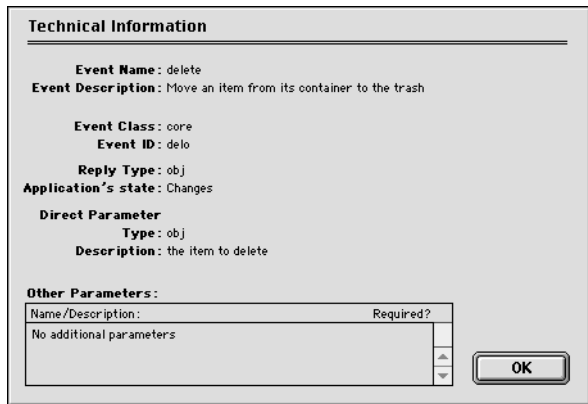 Technical Information
Event Name: delete
Event Description: Move an item from its container to the trash
Event Class: core
Event ID: delo
Reply Type: obj
Application's state: Changes
Direct Parameter
Type: obj
Description: the item to delete
Other Parameters:
Name/Description: Required?
No additional parameters
OK